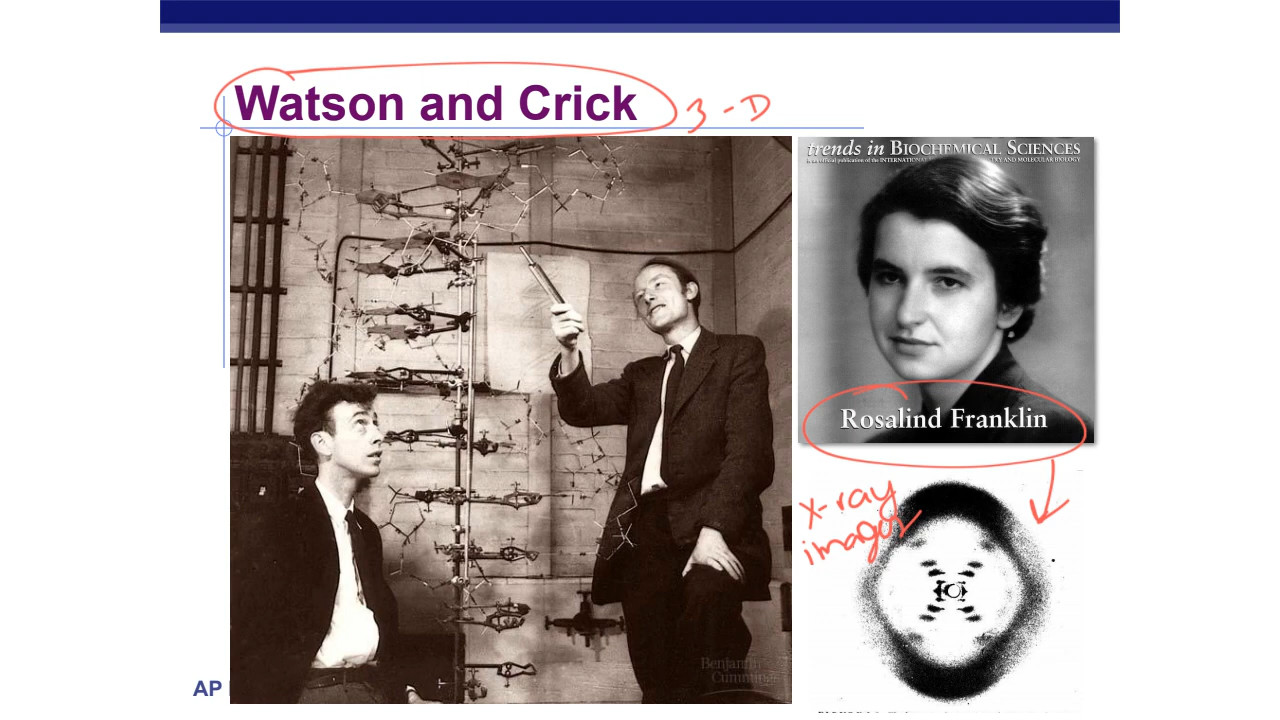 Watson and Crick
3-D
trends in BIOCHEMICAL SCIENCES
Rosalind Franklin
X-ray
images
Benjamin
Cummings
AP